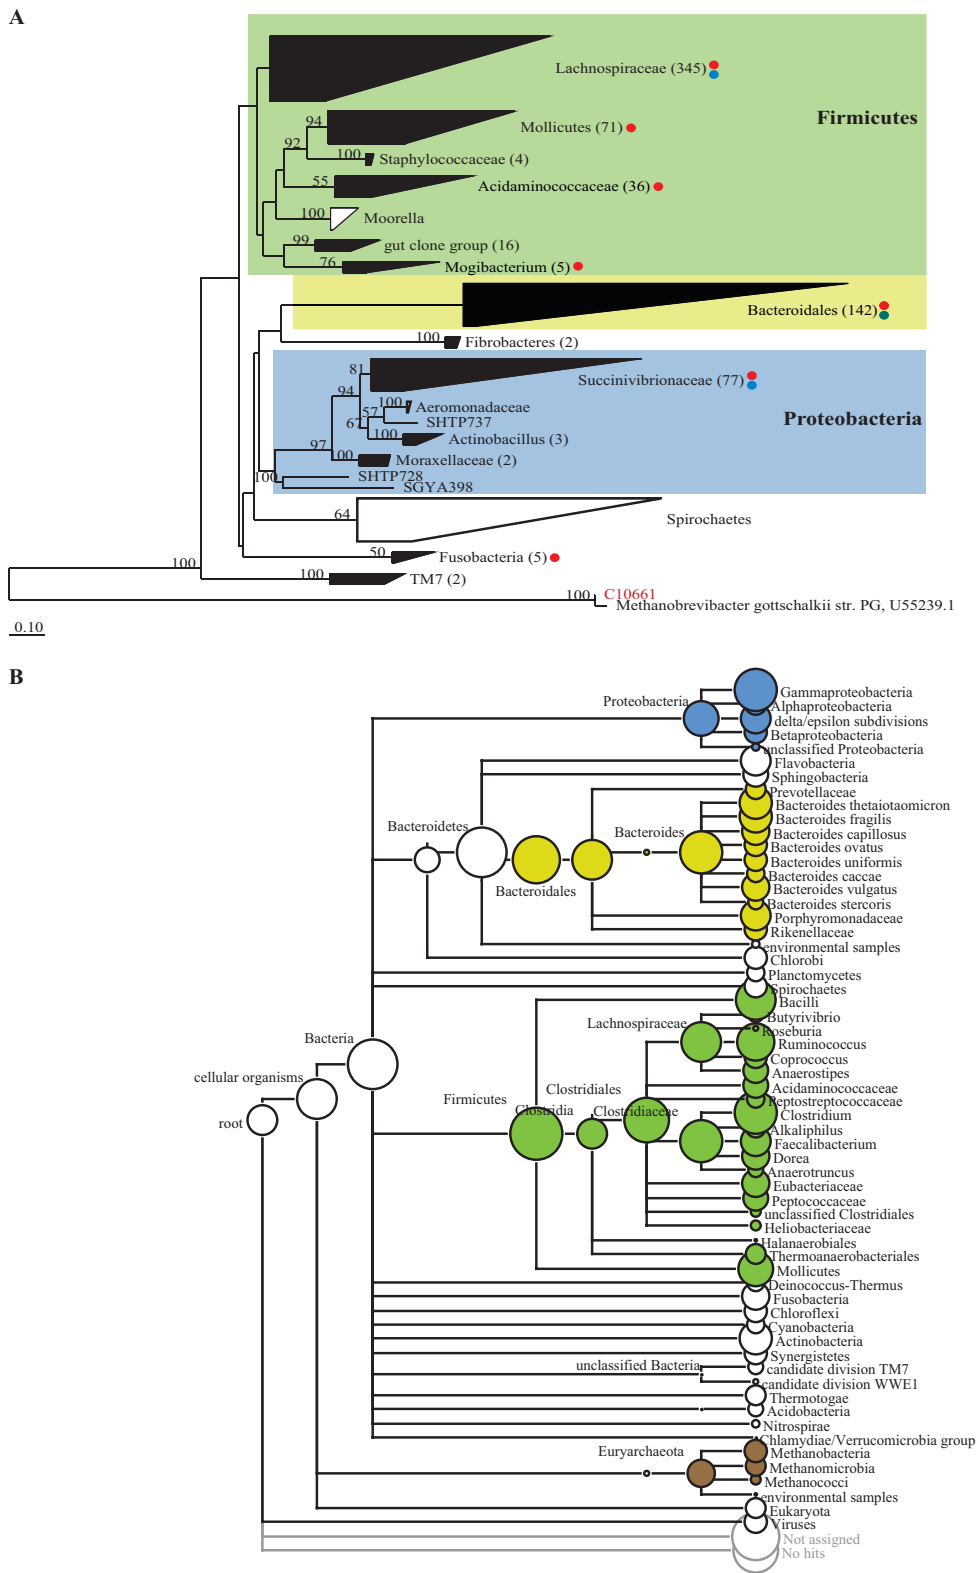 A
Lachnospiraceae (345)
Firmicutes
94
Mollicutes (71)
92
100
Staphylococcaceae (4)
55
Acidaminococcaceae (36)
100
Moorella
99
gut clone group (16)
76
Mogibacterium (5)
Bacteroidales (142)
100
Fibrobacteres (2)
81
Succinivibrionaceae (77)
94
100
Aeromonadaceae
57
SHTP737
Proteobacteria
67
100
Actinobacillus (3)
97
100
Moraxellaceae (2)
100
SHTP728
SGYA398
64
Spirochaetes
50
Fusobacteria (5)
100
100
TM7 (2)
100
C10661
Methanobrevibacter gottschalkii str. PG, U55239.1
0.10
B
Proteobacteria
Gammaproteobacteria
Alphaproteobacteria
delta/epsilon subdivisions
Betaproteobacteria
unclassified Proteobacteria
Flavobacteria
Sphingobacteria
Prevotellaceae
Bacteroides thetaiotaomicron
Bacteroides fragilis
Bacteroidetes
Bacteroides
Bacteroides capillosus
Bacteroides ovatus
Bacteroides uniformis
Bacteroides caccae
Bacteroidales
Bacteroides vulgatus
Bacteroides stercoris
Porphyromonadaceae
Rikenellaceae
environmental samples
Chlorobi
Planctomycetes
Spirochaetes
Bacilli
Butyrivibrio
Lachnospiraceae
Roseburia
Bacteria
Ruminococcus
Coprococcus
cellular organisms
Anaerostipes
Clostridiales
Acidaminococcaceae
Firmicutes
Peptostreptococcaceae
Clostridia
Clostridiaceae
Clostridium
root
Alkaliphilus
Faecalibacterium
Dorea
Anaerotruncus
Eubacteriaceae
Peptococcaceae
unclassified Clostridiales
Heliobacteriaceae
Halanaerobiales
Thermoanaerobacteriales
Mollicutes
Deinococcus-Thermus
Fusobacteria
Chloroflexi
Cyanobacteria
Actinobacteria
Synergistetes
unclassified Bacteria
candidate division TM7
candidate division WWE1
Thermotogae
Acidobacteria
Nitrospirae
Chlamydiae/Verrucomicrobia group
Euryarchaeota
Methanobacteria
Methanomicrobia
Methanococci
environmental samples
Eukaryota
Viruses
Not assigned
No hits